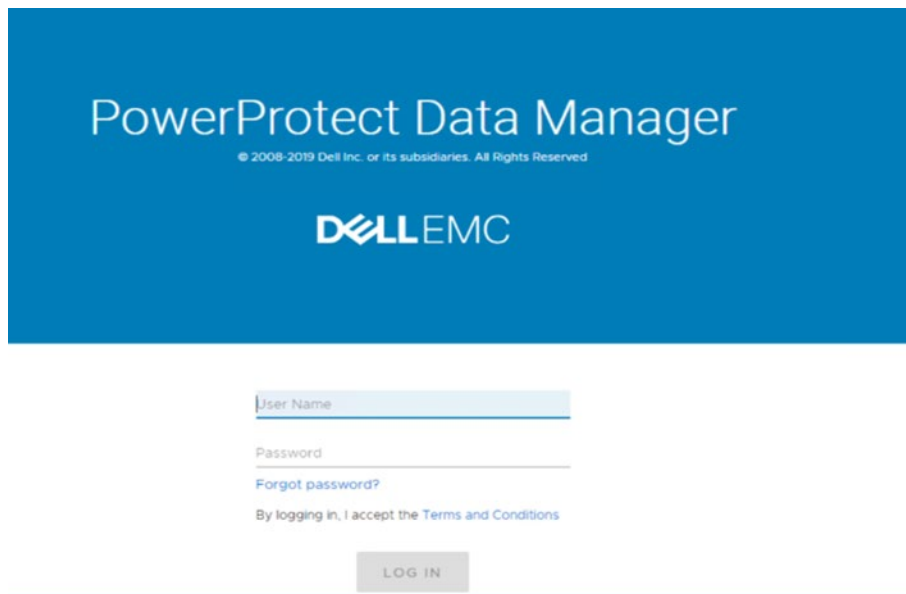 PowerProtect Data Manager
© 2008-2019 Dell Inc. or its subsidiaries. All Rights Reserved
DELLEMC
User Name
Password
Forgot password?
By logging in, I accept the Terms and Conditions
LOG IN